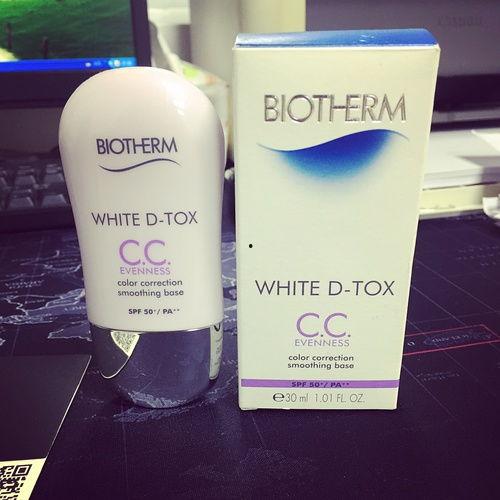 BIOTHERM
WHITE D-TOX
C.C.
EVENNESS
color correction
smoothing base
SPF 50+/ PA++
BIOTHERM
WHITE D-TOX
C.C.
EVENNESS
color correction
smoothing base
SPF 50+/ PA++
e30 ml 1.01 FL. OZ.